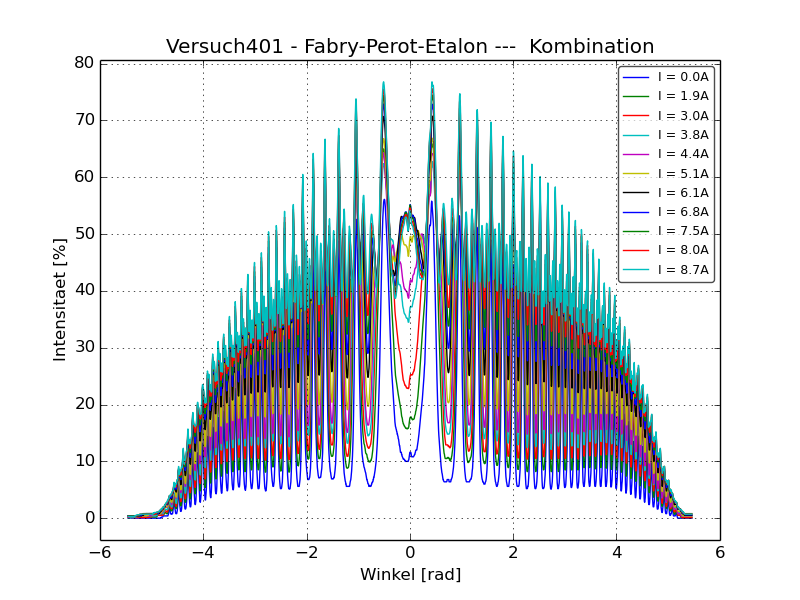 Versuch401 - Fabry-Perot-Etalon ---  Kombination
80
70
60
50
40
30
20
10
0
Intensitaet [%]
−6
−4
−2
0
2
4
6
Winkel [rad]
I = 0.0A
I = 1.9A
I = 3.0A
I = 3.8A
I = 4.4A
I = 5.1A
I = 6.1A
I = 6.8A
I = 7.5A
I = 8.0A
I = 8.7A